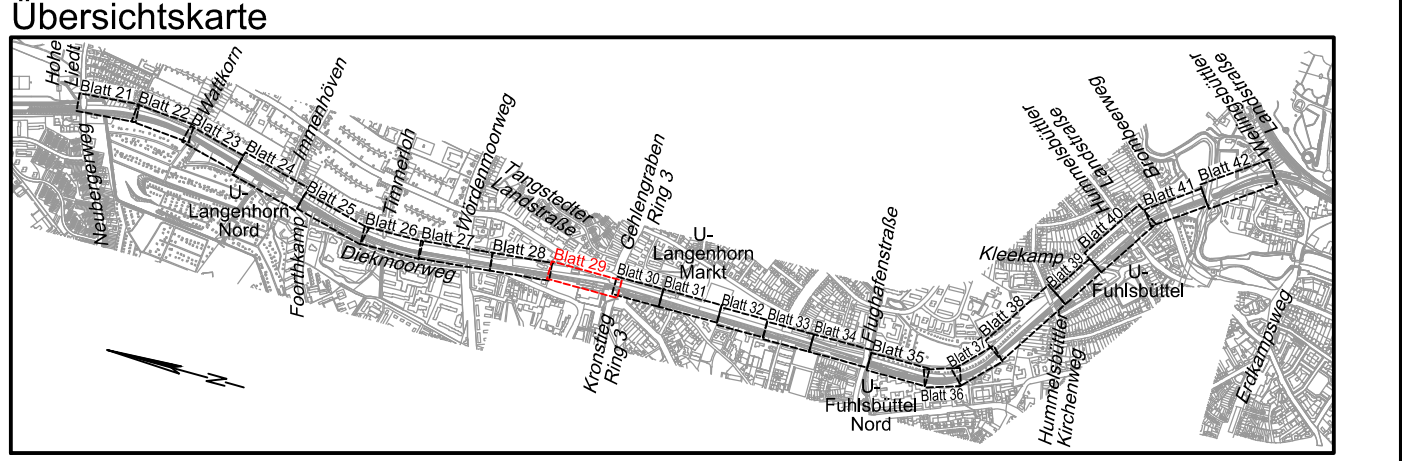 Übersichtskarte
Hohe
Liedt
Blatt 21
Blatt 22
Wattkorn
Blatt 23
Blatt 24
Immenhöven
Neubergerweg
U-
Langenhorn
Nord
Foorthkamp
Blatt 25
Timmerloh
Blatt 26
Diekmoorweg
Wördenmoorweg
Blatt 27
Blatt 28
Tangstedter
Landstraße
Blatt 29
Gehlengraben
Ring 3
Kronstieg
Ring 3
Blatt 30
Blatt 31
U-
Langenhorn
Markt
Blatt 32
Blatt 33
Blatt 34
Flughafenstraße
Blatt 35
U-
Fuhlsbüttel
Nord
Blatt 36
Blatt 37
Blatt 38
Kleekamp
Blatt 39
Hummelsbüttler
Landstraße
Blatt 40
U-
Fuhlsbüttel
Hummelsbüttler
Kirchenweg
Brombeerweg
Blatt 41
Blatt 42
Wellingsbüttler
Landstraße
Erdkampsweg
N